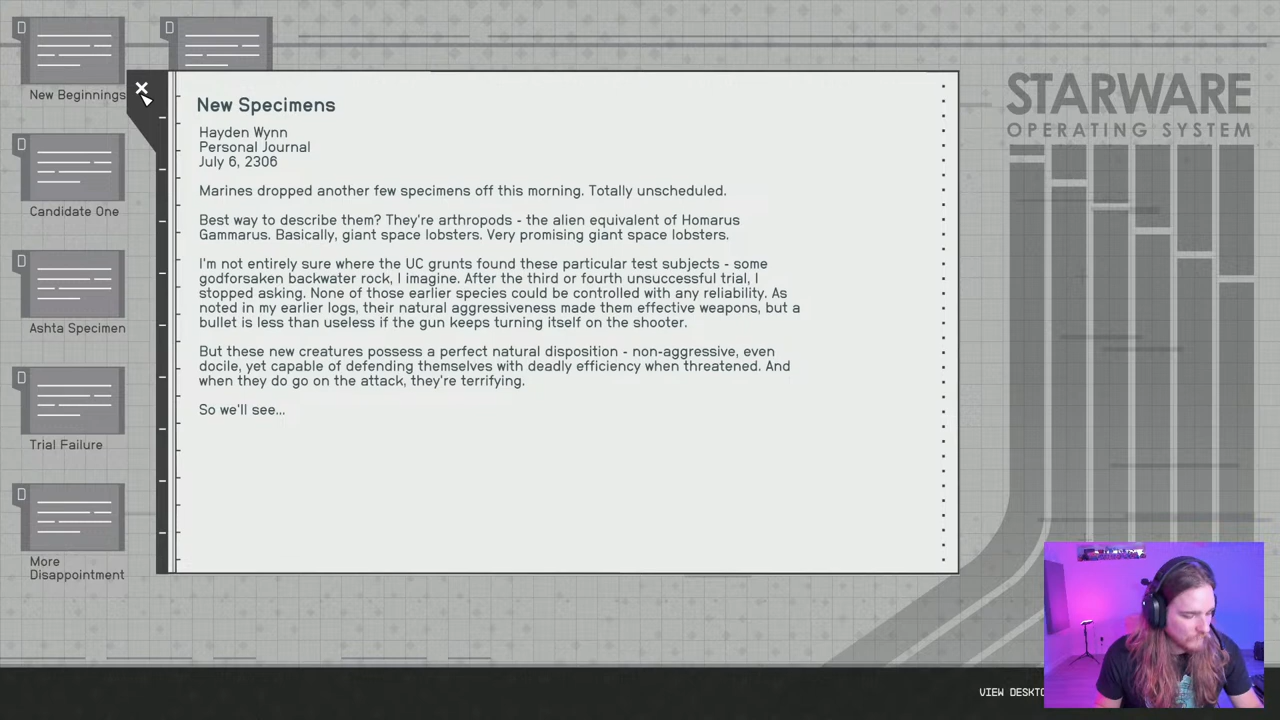 New Beginnings
Candidate One
Ashta Specimen
Trial Failure
More
Disappointment
New Specimens
Hayden Wynn
Personal Journal
July 6, 2306
Marines dropped another few specimens off this morning. Totally unscheduled.
Best way to describe them? They're arthropods - the alien equivalent of Homarus
Gammarus. Basically, giant space lobsters. Very promising giant space lobsters.
I'm not entirely sure where the UC grunts found these particular test subjects - some
godforsaken backwater rock, I imagine. After the third or fourth unsuccessful trial, I
stopped asking. None of those earlier species could be controlled with any reliability. As
noted in my earlier logs, their natural aggressiveness made them effective weapons, but a
bullet is less than useless if the gun keeps turning itself on the shooter.
But these new creatures possess a perfect natural disposition - non-aggressive, even
docile, yet capable of defending themselves with deadly efficiency when threatened. And
when they do go on the attack, they're terrifying.
So we'll see...
STARWARE
OPERATING SYSTEM
VIEW DESKTO